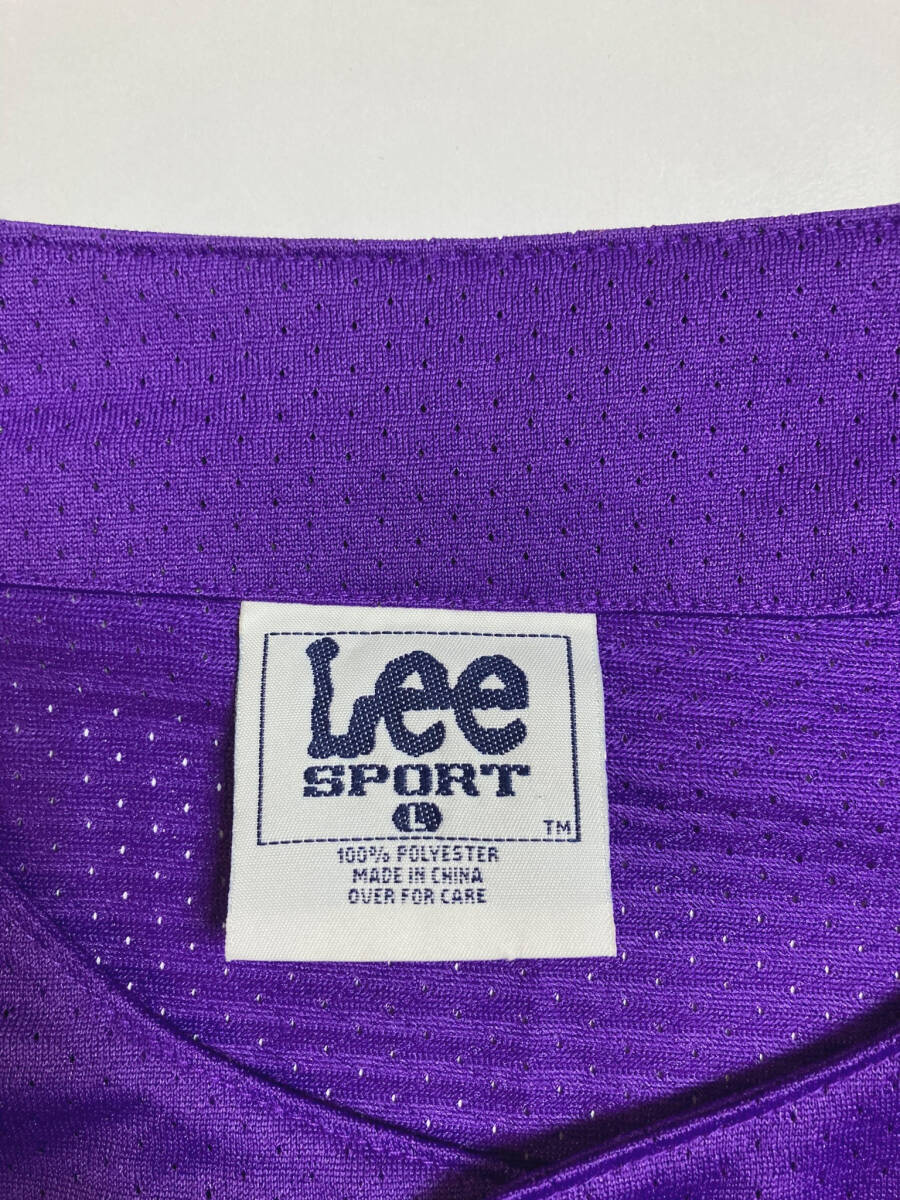 Lee
SPORT
L
TM
100% POLYESTER
MADE IN CHINA
OVER FOR CARE